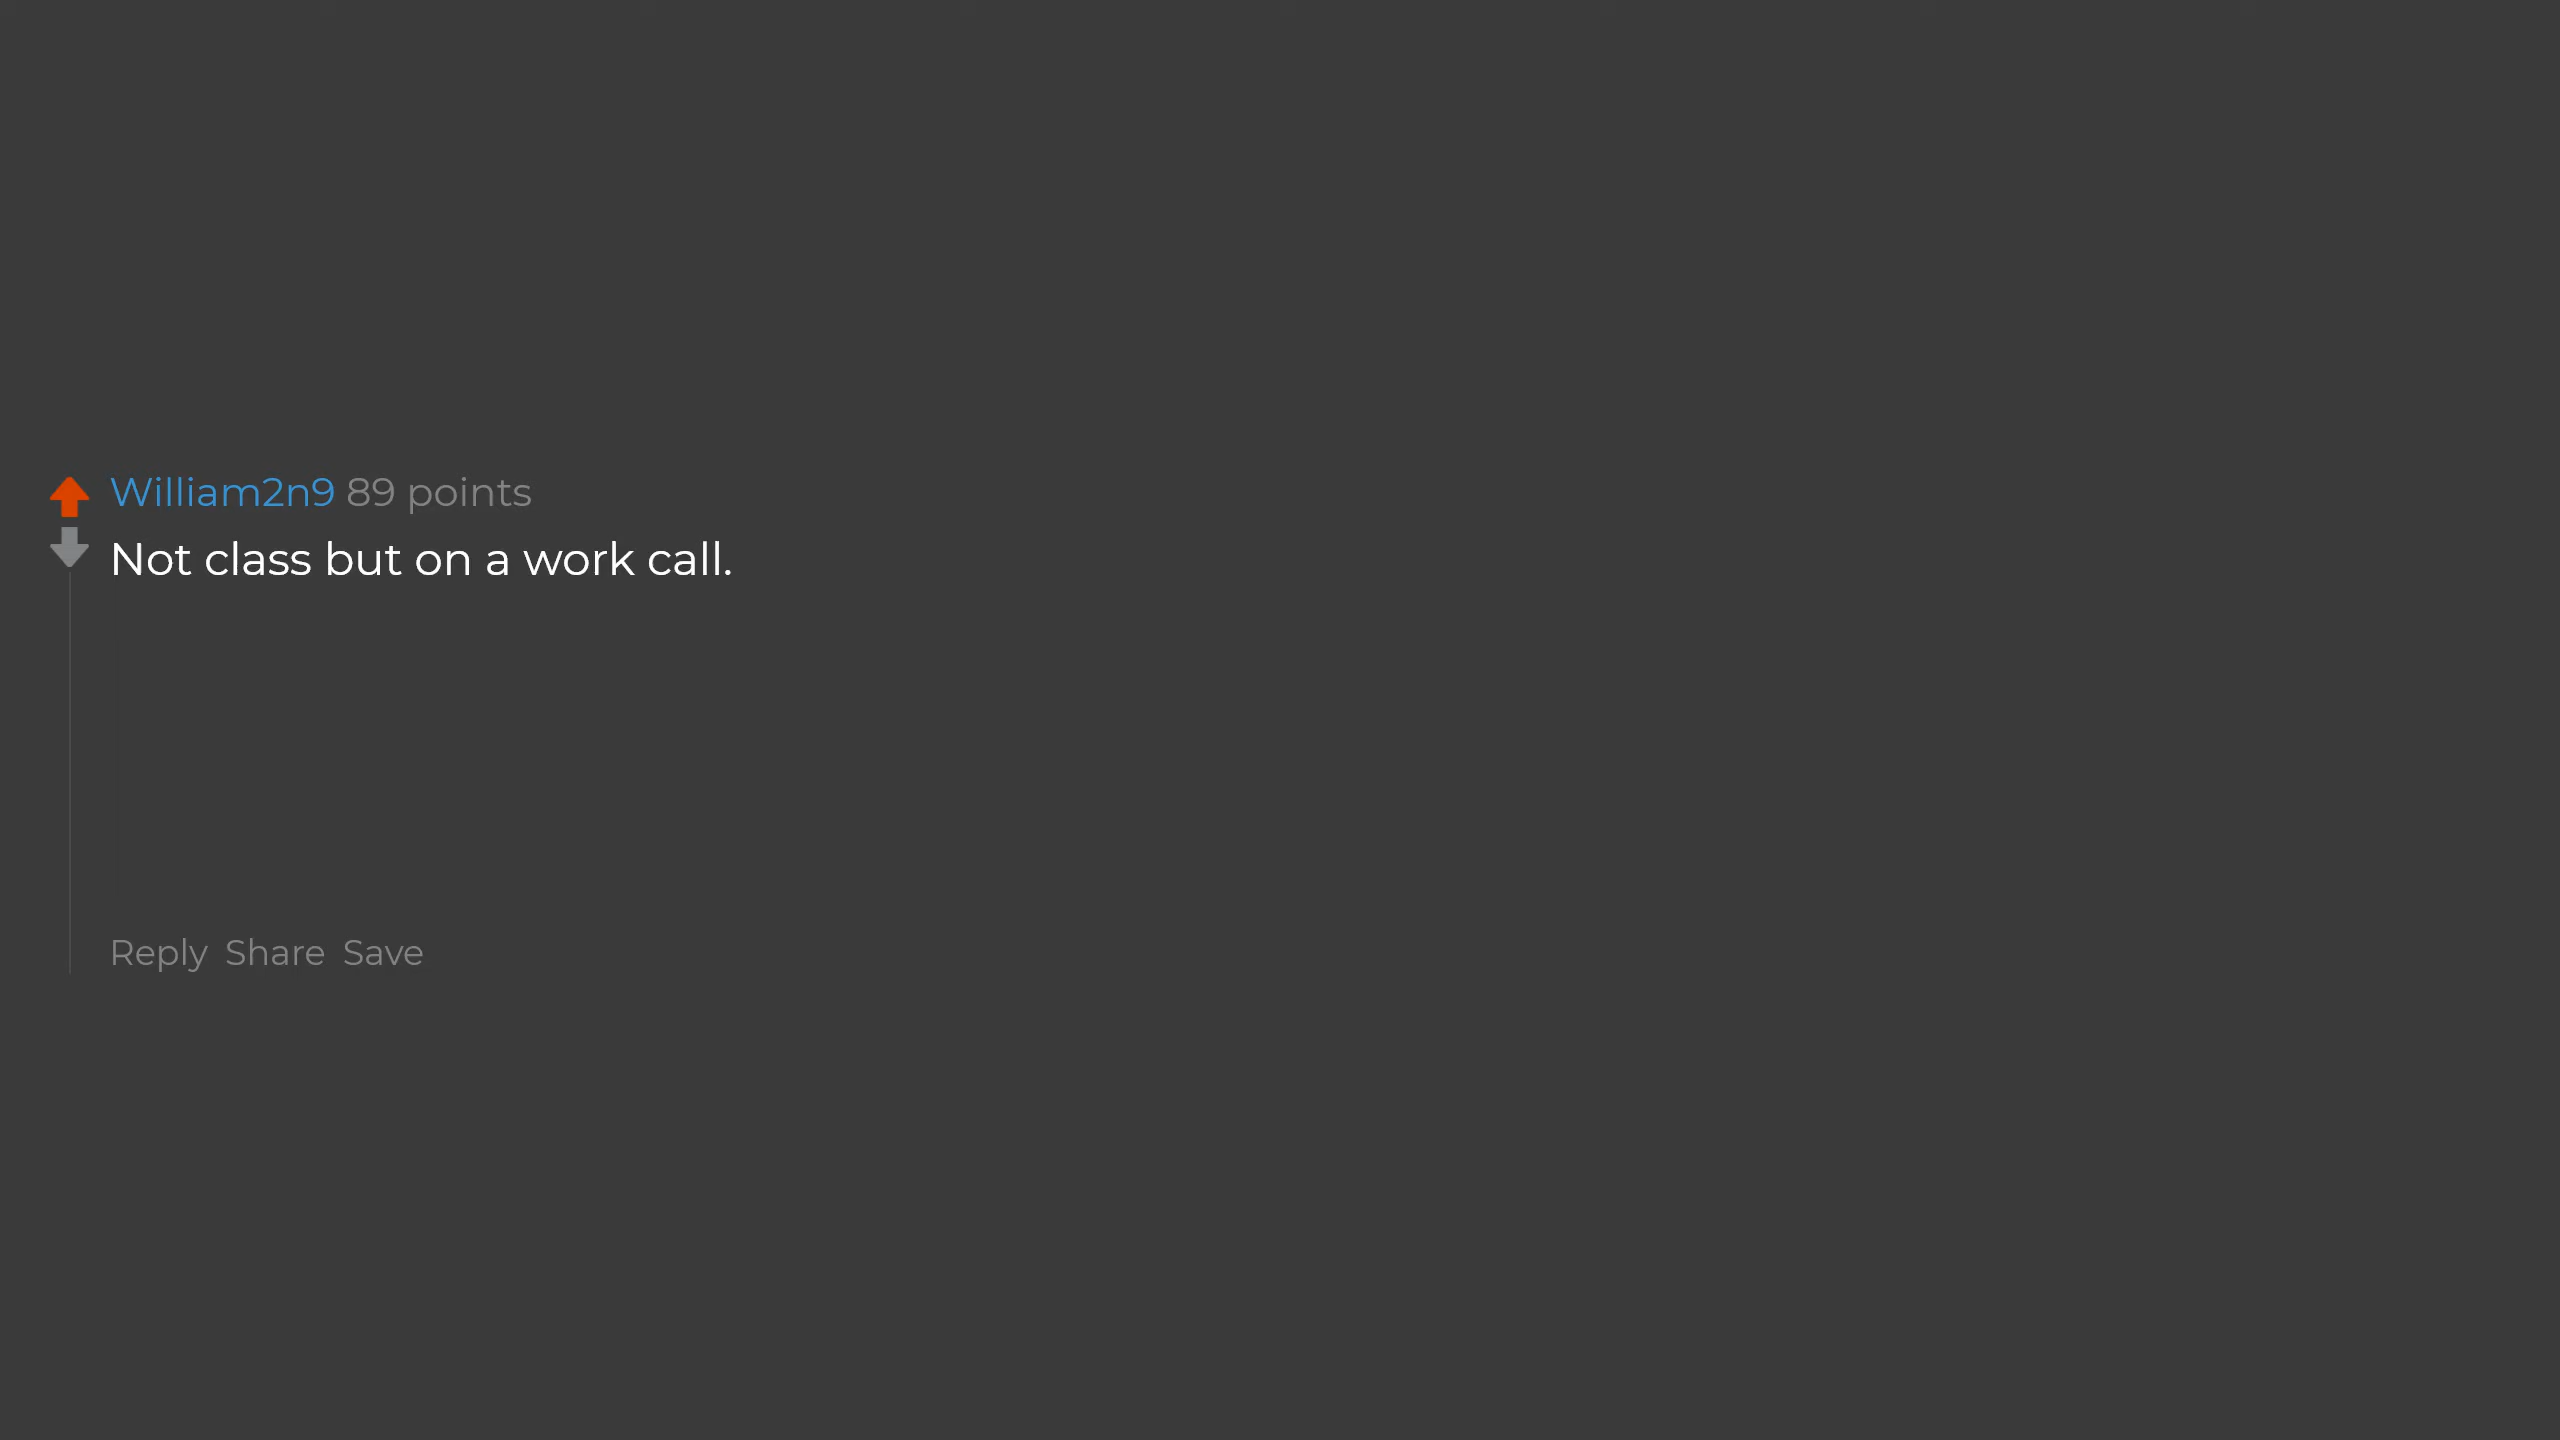 William2n9 89 points
Not class but on a work call.
Reply Share Save